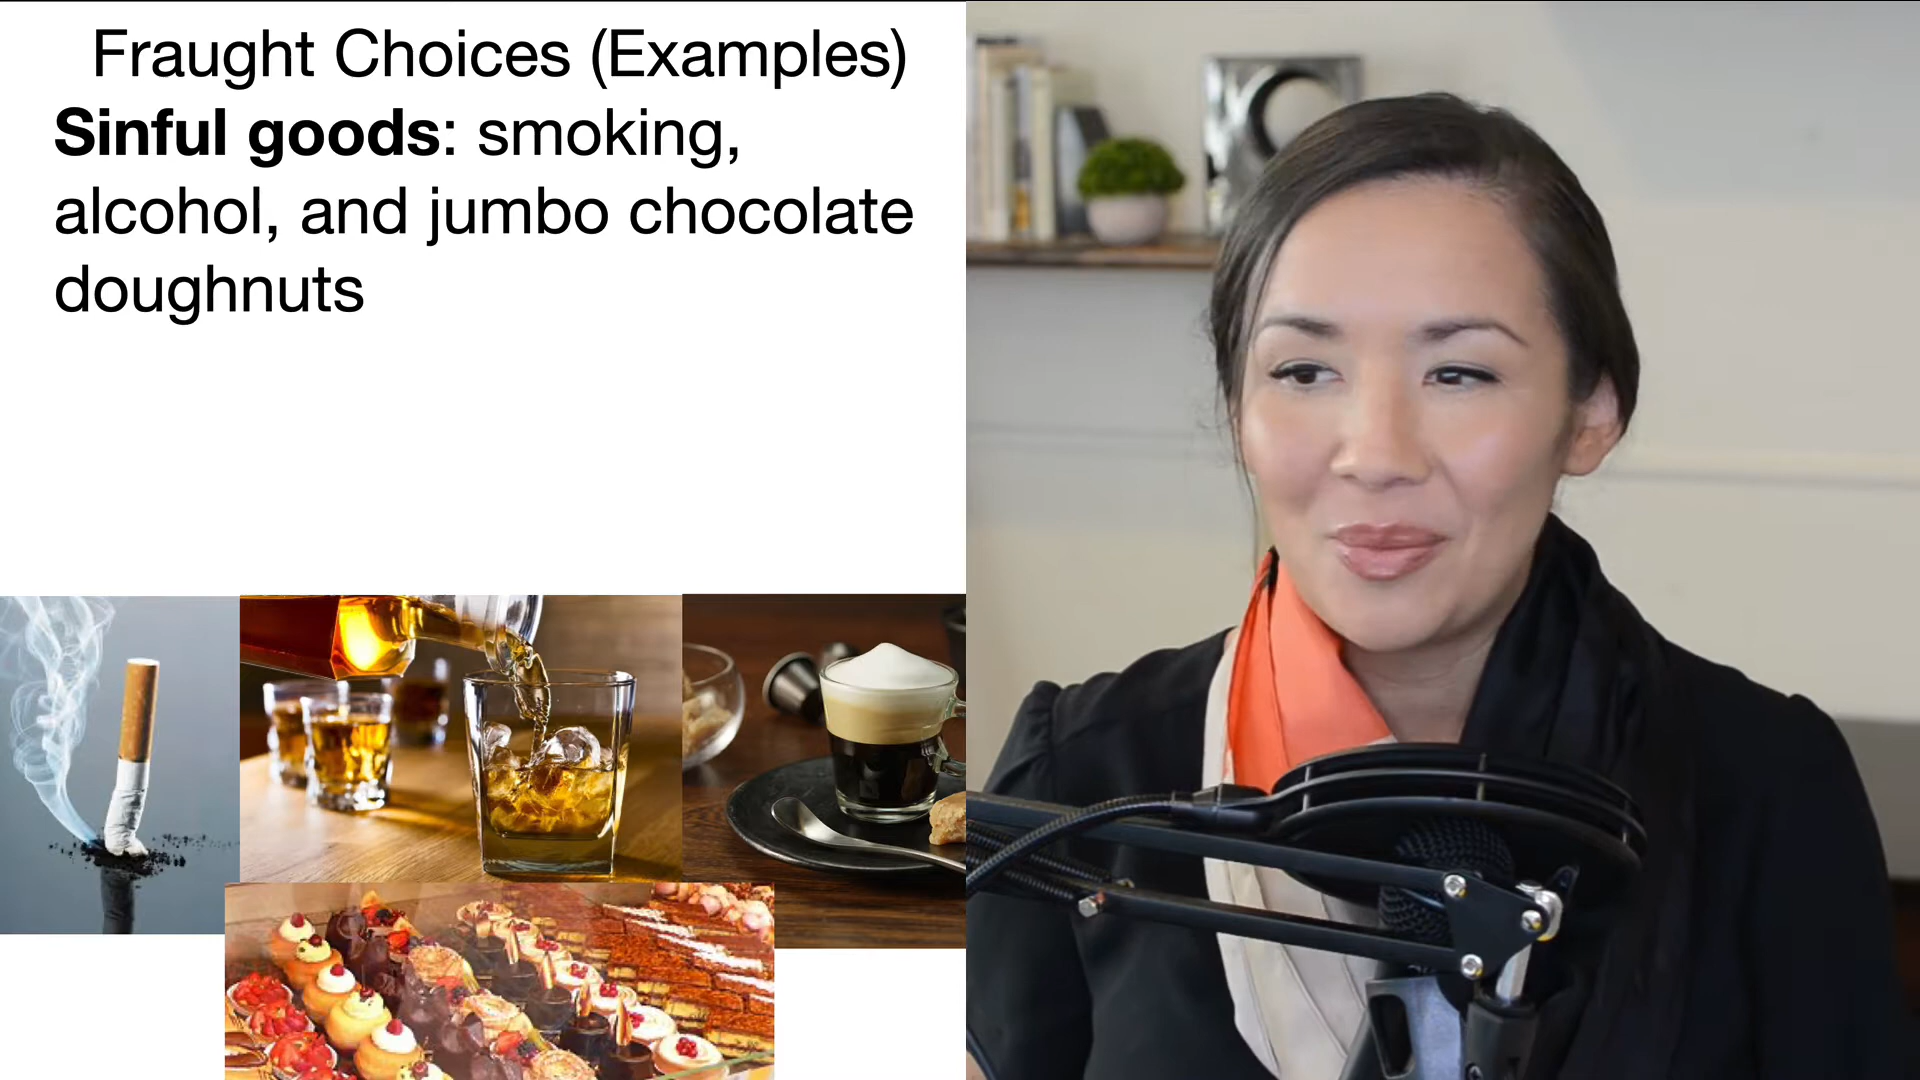 Fraught Choices (Examples)
Sinful goods: smoking,
alcohol, and jumbo chocolate
doughnuts